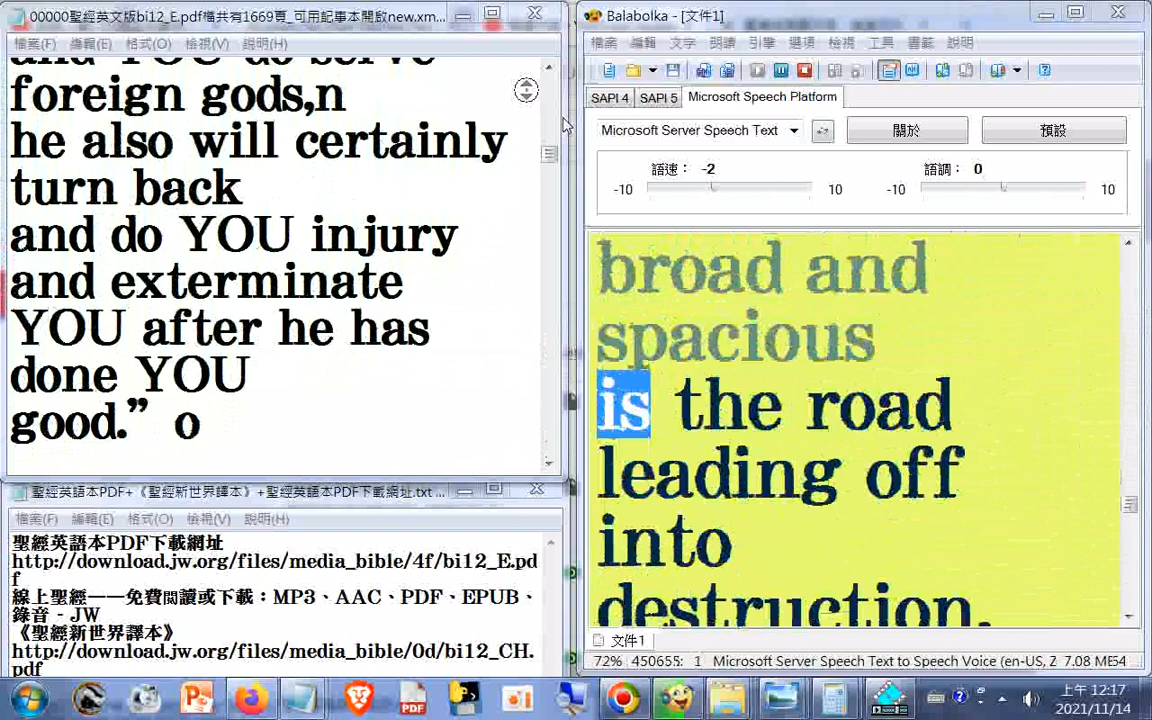 00000聖經英文版bi12_E.pdf檔共有1669頁_可用記事本開啟new.xm...
檔案(F) 編輯(E) 格式(O) 檢視(V) 說明(H)
and YOU do serve
foreign gods,n
he also will certainly
turn back
and do YOU injury
and exterminate
YOU after he has
done YOU
good.” o
聖經英語本PDF+《聖經新世界譯本》+聖經英語本PDF下載網址.txt ...
檔案(F) 編輯(E) 格式(O) 檢視(V) 說明(H)
聖經英語本PDF下載網址
http://download.jw.org/files/media_bible/4f/bi12_E.pd
f
線上聖經——免費閱讀或下載：MP3、AAC、PDF、EPUB、
錄音 - JW
《聖經新世界譯本》
http://download.jw.org/files/media_bible/0d/bi12_CH.
pdf
Balabolka - [文件1]
檔案 編輯 文字 朗讀 引擎 選項 檢視 工具 書籤 說明
SAPI 4 SAPI 5 Microsoft Speech Platform
Microsoft Server Speech Text 關於 預設
語速： -2 語調： 0
-10 10 -10 10
broad and
spacious
is the road
leading off
into
destruction,
文件1
72% 450655: 1 Microsoft Server Speech Text to Speech Voice (en-US, Z 7.08 ME54
PDF
上午 12:17
2021/11/14